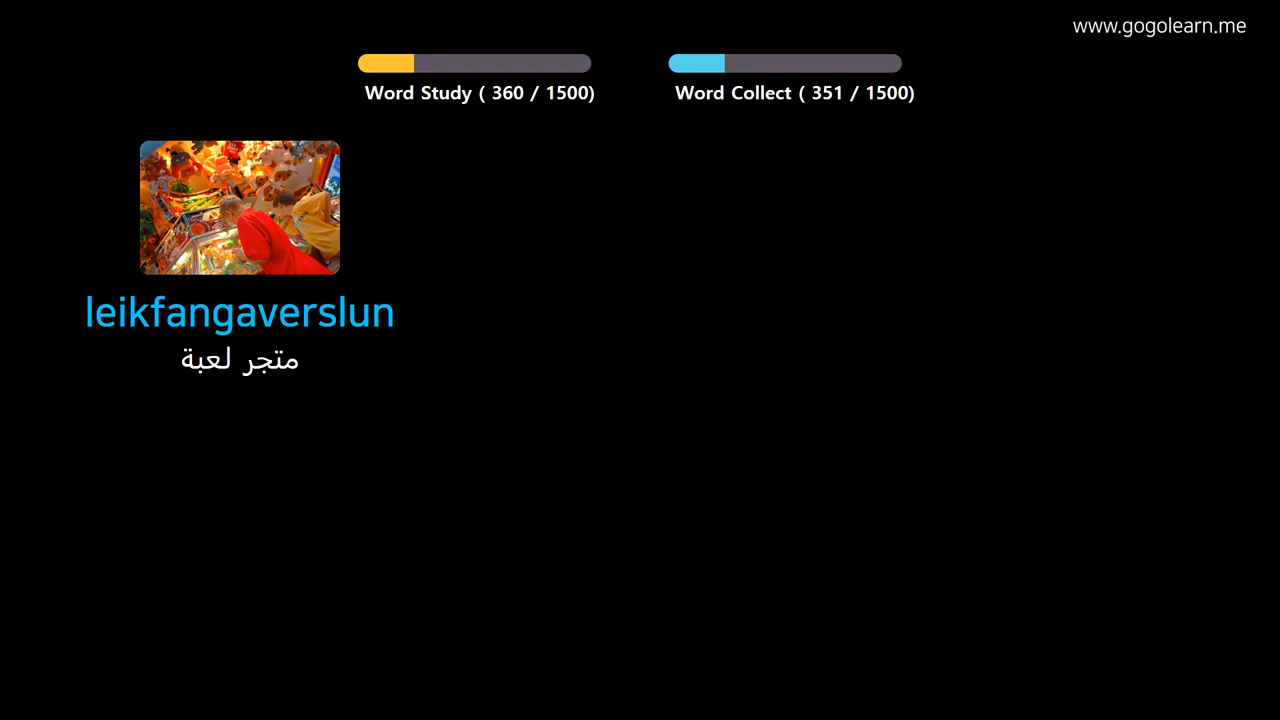 www.gogolearn.me
Word Study ( 360 / 1500)
Word Collect ( 351 / 1500)
leikfangaverslun
متجر لعبة